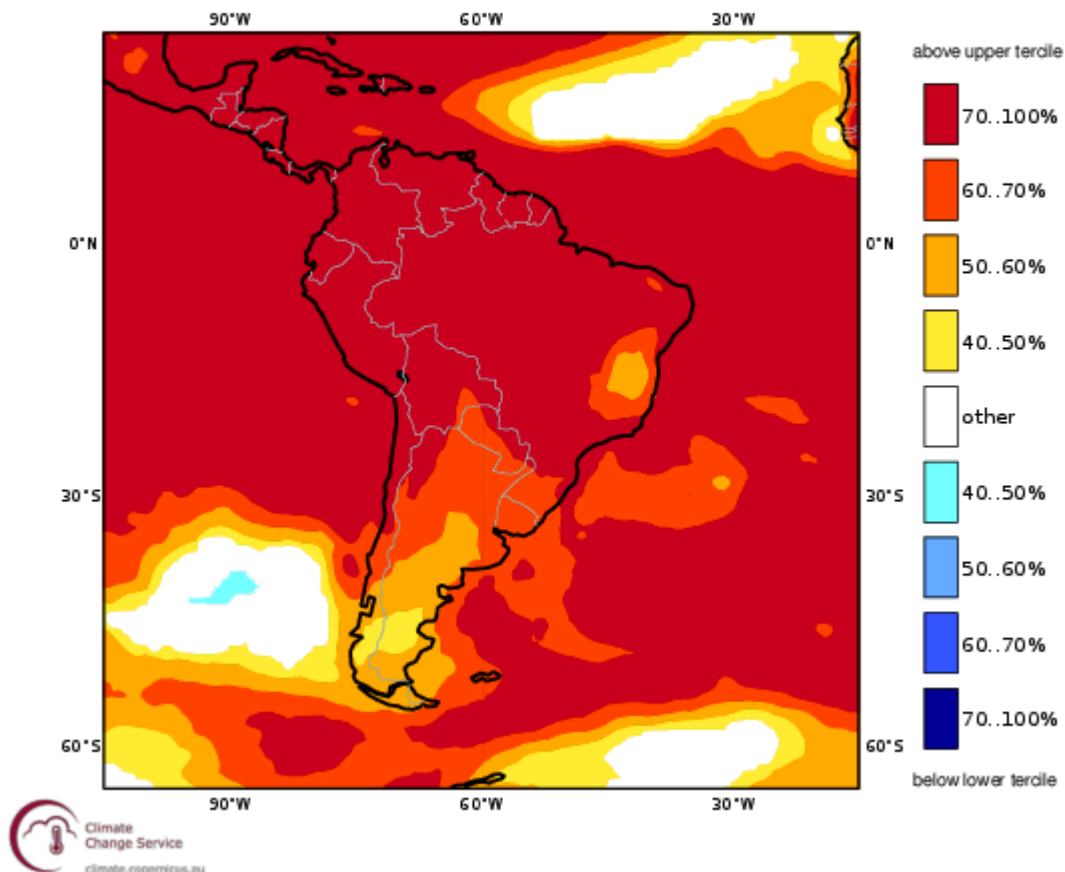 90°W 60°W 30°W
above upper tercile
70..100%
60..70%
50..60%
40..50%
other
40..50%
50..60%
60..70%
70..100%
below lower tercile
0°N 0°N
30°S 30°S
60°S 60°S
90°W 60°W 30°W
Climate
Change Service
climate.copernicus.eu